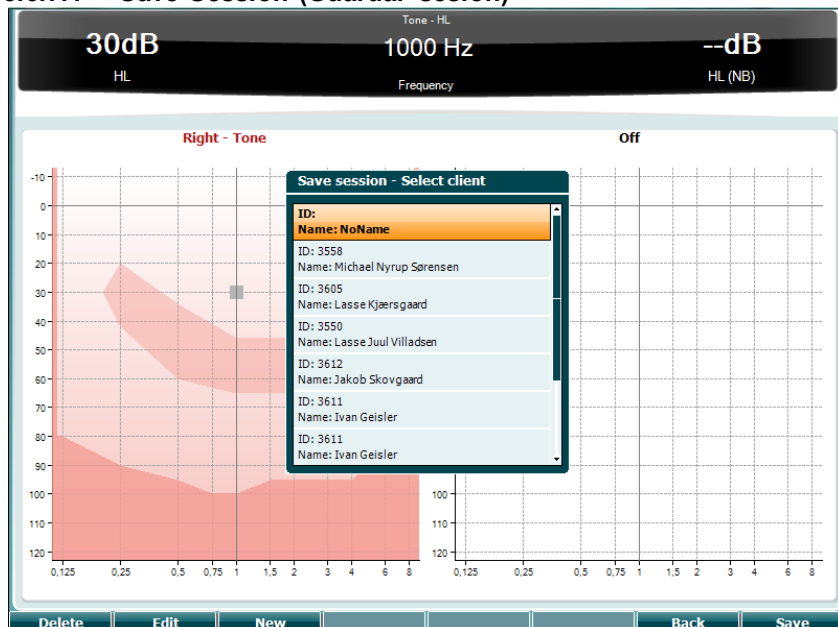 Save Session (Guardar sesión)
Tone - HL
30dB
1000 Hz
--dB
HL
HL (NB)
Frequency
Right - Tone
Off
Save session - Select client
ID:
Name: NoName
ID: 3558
Name: Michael Nyrup Sørensen
ID: 3605
Name: Lasse Kjærsgaard
ID: 3550
Name: Lasse Juul Villadsen
ID: 3612
Name: Jakob Skovgaard
ID: 3611
Name: Ivan Geisler
ID: 3611
Name: Ivan Geisler
-10
0
10
20
30
40
50
60
70
80
90
100
110
120
100
110
120
0,125 0,25 0,5 0,75 1 1,5 2 3 4 6 8
0,125 0,25 0,5 0,75 1 1,5 2 3 4 6 8
Delete Edit New Back Save